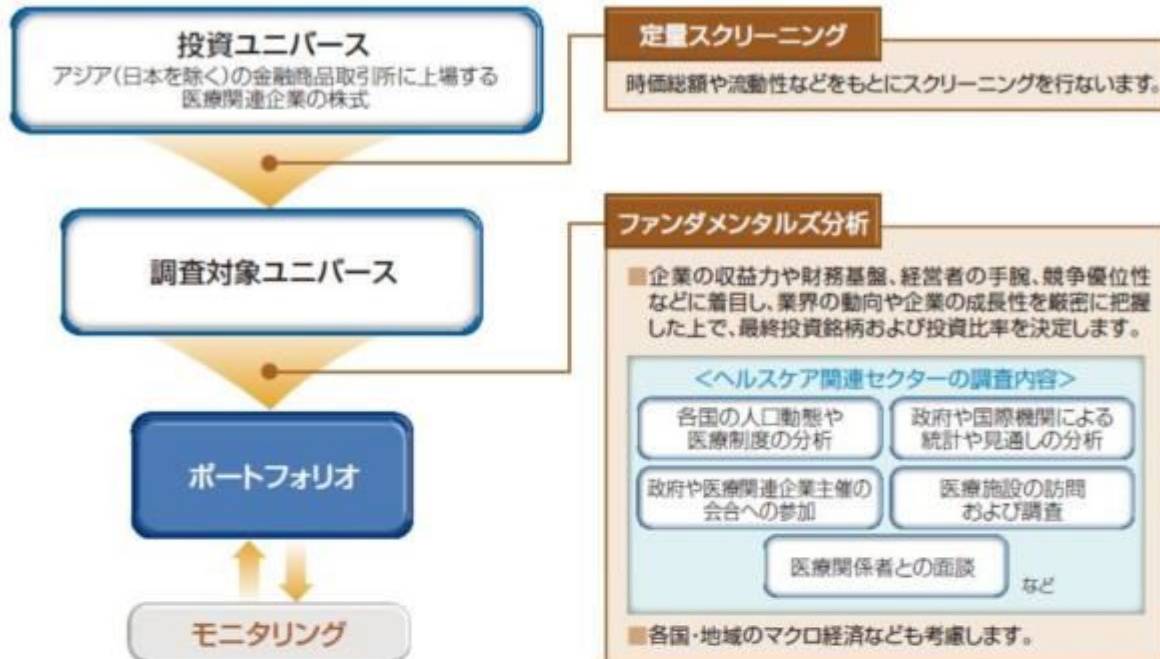 投資ユニバース
アジア(日本を除く)の金融商品取引所に上場する
医療関連企業の株式
定量スクリーニング
時価総額や流動性などをもとにスクリーニングを行ないます。
調査対象ユニバース
ファンダメンタルズ分析
■企業の収益力や財務基盤、経営者の手腕、競争優位性
などに着目し、業界の動向や企業の成長性を厳密に把握
した上で、最終投資銘柄および投資比率を決定します。
<ヘルスケア関連セクターの調査内容>
各国の人口動態や
医療制度の分析
政府や国際機関による
統計や見通しの分析
政府や医療関連企業主催の
会合への参加
医療施設の訪問
および調査
医療関係者との面談
など
■各国・地域のマクロ経済なども考慮します。
ポートフォリオ
モニタリング